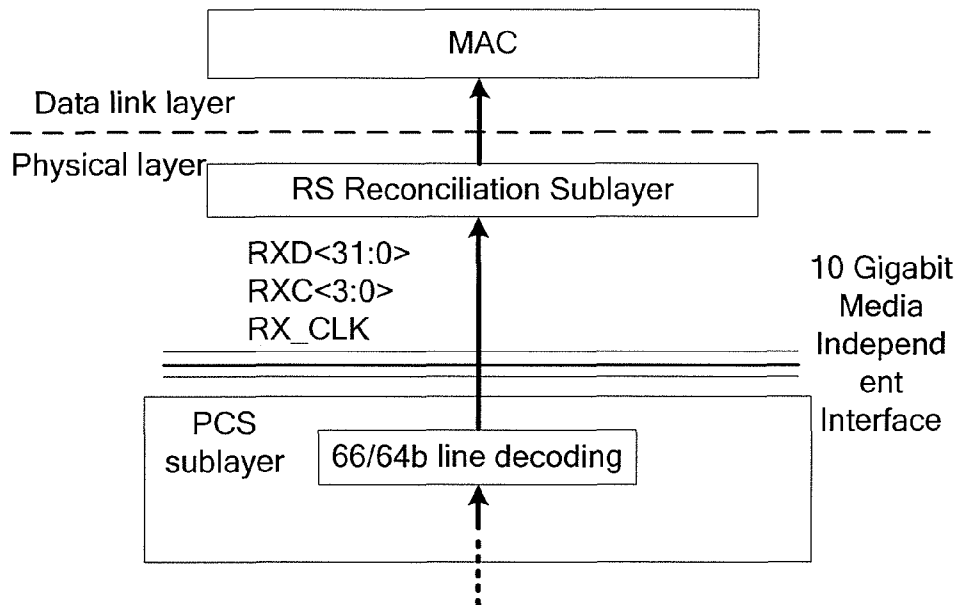 MAC
Data link layer
Physical layer
RS Reconciliation Sublayer
RXD<31:0>
RXC<3:0>
RX_CLK
10 Gigabit
Media
Independ
ent
Interface
PCS
sublayer
66/64b line decoding